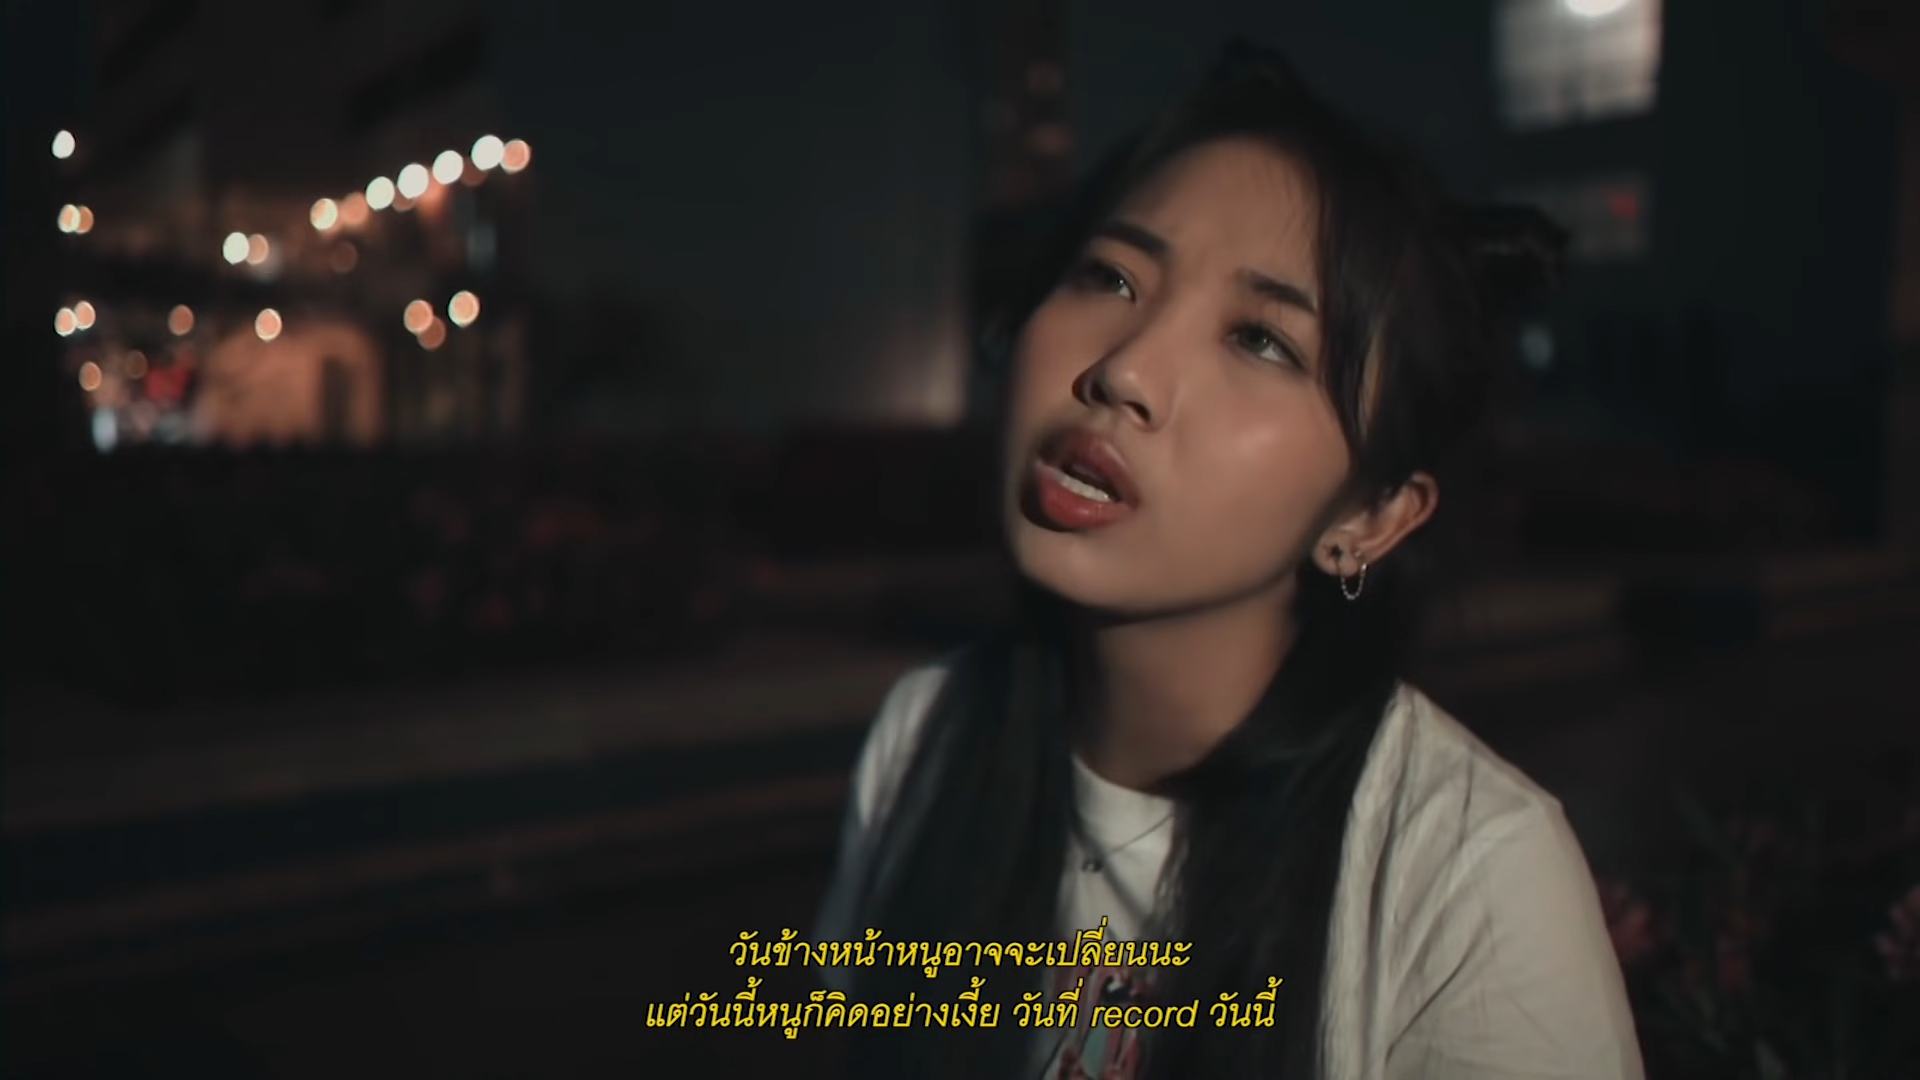 วันข้างหน้าหนูอาจจะเปลี่ยนนะ
แต่วันนี้หนูก็คิดอย่างเงี้ย วันที่ record วันนี้